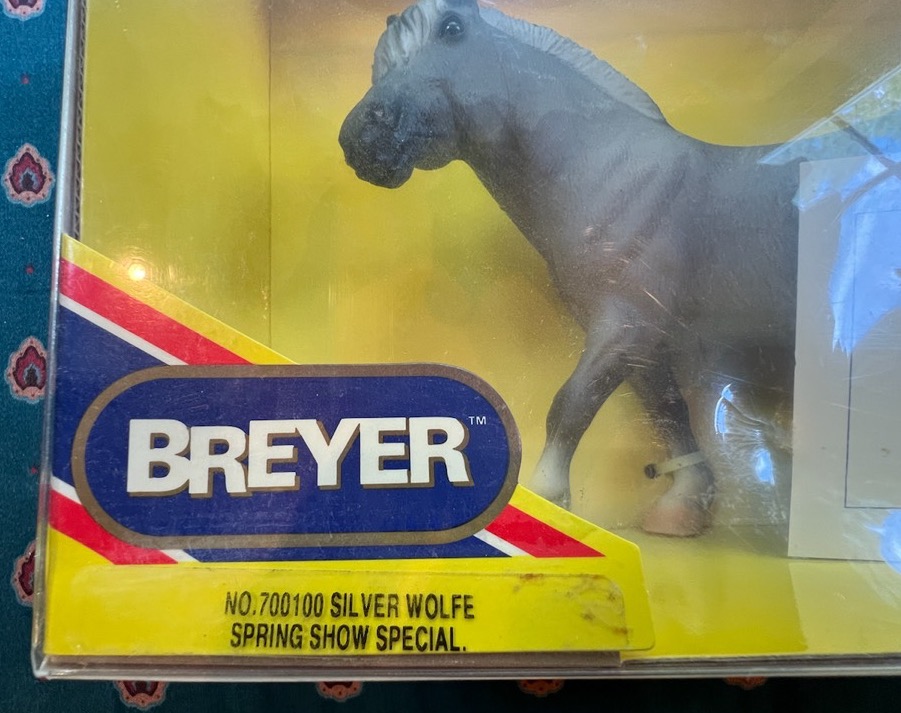 BREYER™
NO.700100 SILVER WOLFE
SPRING SHOW SPECIAL.